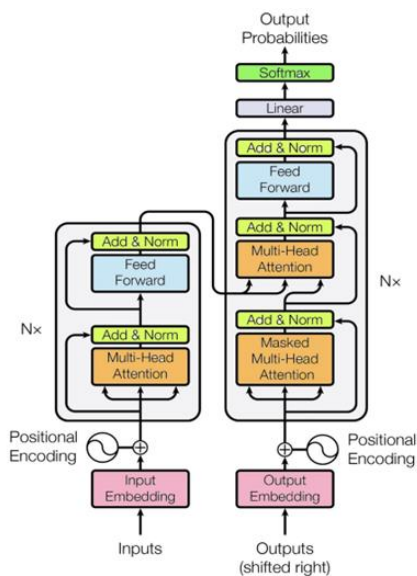 Output
Probabilities
Softmax
Linear
Add & Norm
Feed
Forward
Add & Norm
Multi-Head
Attention
Add & Norm
Masked
Multi-Head
Attention
N×
Add & Norm
Feed
Forward
Add & Norm
Multi-Head
Attention
N×
Positional
Encoding
Positional
Encoding
Input
Embedding
Output
Embedding
Inputs
Outputs
(shifted right)